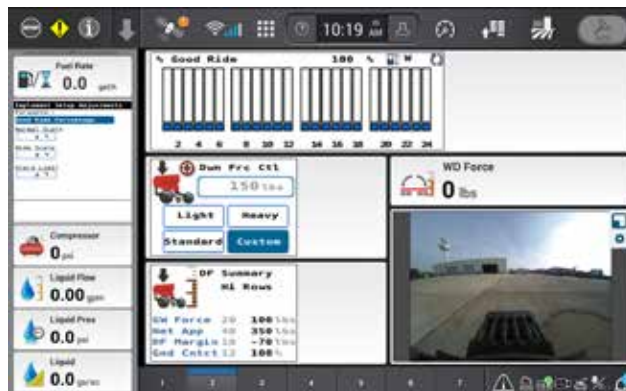 10:19 AM
Fuel Rate
0.0 gal/h
Implement Setup Adjustments
Good Ride Percentage
Compressor
0 psi
Liquid Flow
0.00 gpm
Liquid Pres
0.0 psi
Liquid
0.0
% Good Ride 100 %
2 4 6 8 10 12 14 16 18 20 22 24
Dwn Frc Ctl
150 lbs
Light Heavy
Standard Custom
DF Summary
Hi Rows
GW Force 20 100 lbs
Net App 40 350 lbs
DF Margin 18 -70 lbs
Gnd Cntct 12 100 %
WD Force
0 lbs
1 2 3 4 5 6 7